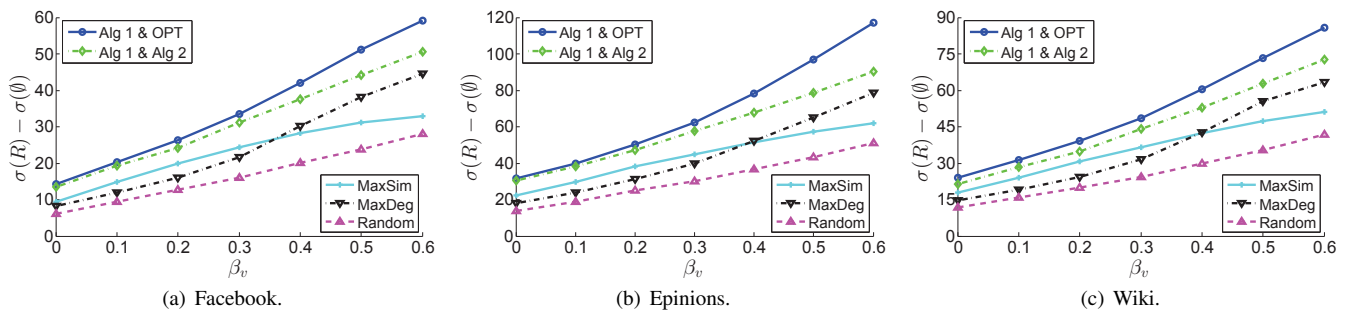 σ(R) − σ(∅)
60
50
40
30
20
10
0
Alg 1 & OPT
Alg 1 & Alg 2
MaxSim
MaxDeg
Random
0 0.1 0.2 0.3 0.4 0.5 0.6
β_v
(a) Facebook.
σ(R) − σ(∅)
120
100
80
60
40
20
0
Alg 1 & OPT
Alg 1 & Alg 2
MaxSim
MaxDeg
Random
0 0.1 0.2 0.3 0.4 0.5 0.6
β_v
(b) Epinions.
σ(R) − σ(∅)
90
75
60
45
30
15
0
Alg 1 & OPT
Alg 1 & Alg 2
MaxSim
MaxDeg
Random
0 0.1 0.2 0.3 0.4 0.5 0.6
β_v
(c) Wiki.